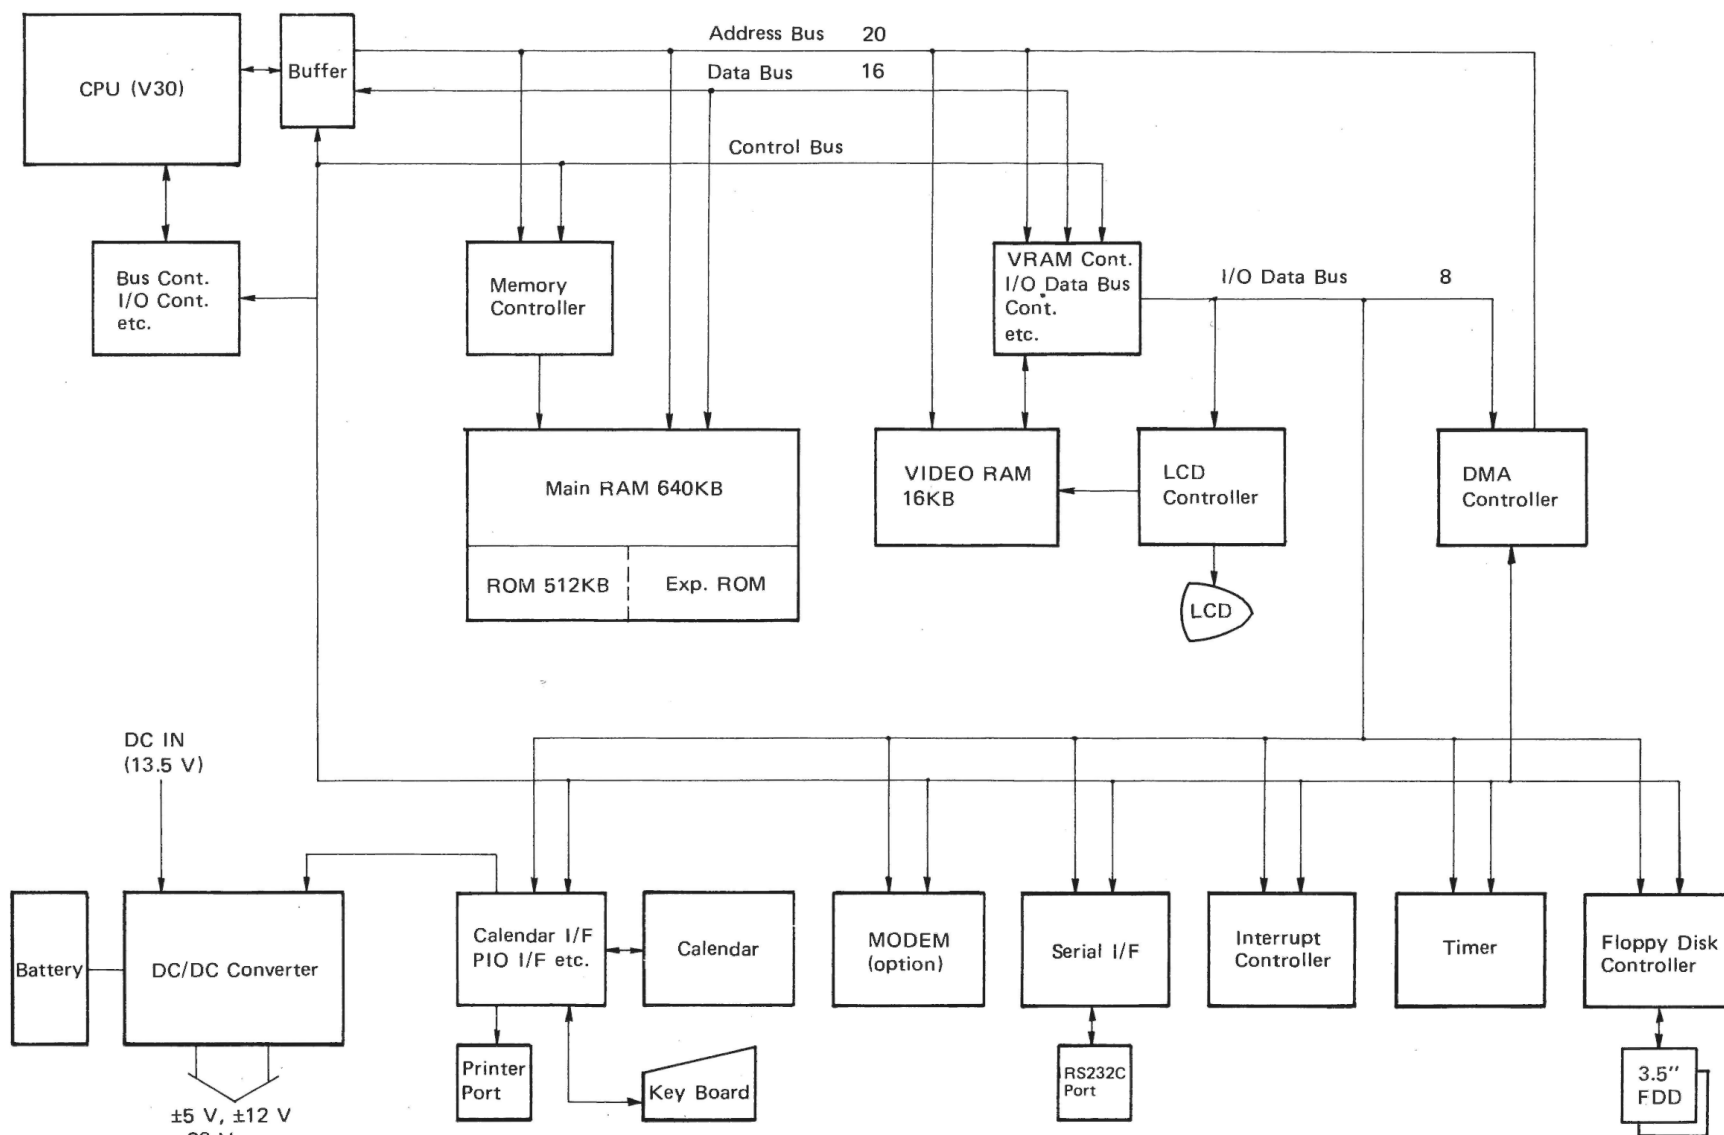 Address Bus 20
Buffer
CPU (V30)
Data Bus 16
Control Bus
Bus Cont.
I/O Cont.
etc.
Memory
Controller
VRAM Cont.
I/O Data Bus
Cont.
etc.
I/O Data Bus 8
Main RAM 640KB
ROM 512KB
Exp. ROM
VIDEO RAM
16KB
LCD
Controller
DMA
Controller
LCD
DC IN
(13.5 V)
Battery
DC/DC Converter
Calendar I/F
PIO I/F etc.
Calendar
MODEM
(option)
Serial I/F
Interrupt
Controller
Timer
Floppy Disk
Controller
Printer
Port
Key Board
RS232C
Port
3.5"
FDD
±5 V, ±12 V